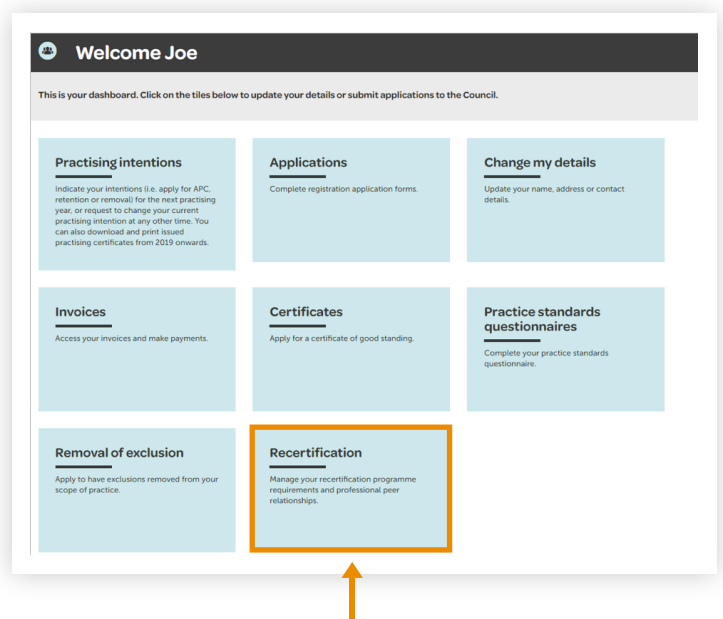 Welcome Joe
This is your dashboard. Click on the tiles below to update your details or submit applications to the Council.
Practising intentions
Indicate your intentions (i.e. apply for APC,
retention or removal) for the next practising
year, or request to change your current
practising intention at any other time. You
can also download and print issued
practising certificates from 2019 onwards.
Applications
Complete registration application forms.
Change my details
Update your name, address or contact
details.
Invoices
Access your invoices and make payments.
Certificates
Apply for a certificate of good standing.
Practice standards
questionnaires
Complete your practice standards
questionnaire.
Removal of exclusion
Apply to have exclusions removed from your
scope of practice.
Recertification
Manage your recertification programme
requirements and professional peer
relationships.